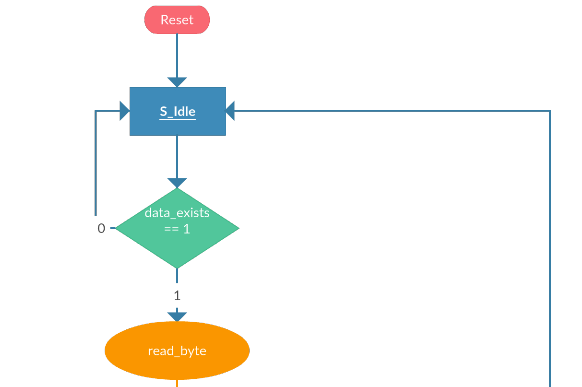 Reset
S_Idle
data_exists
== 1
0
1
read_byte